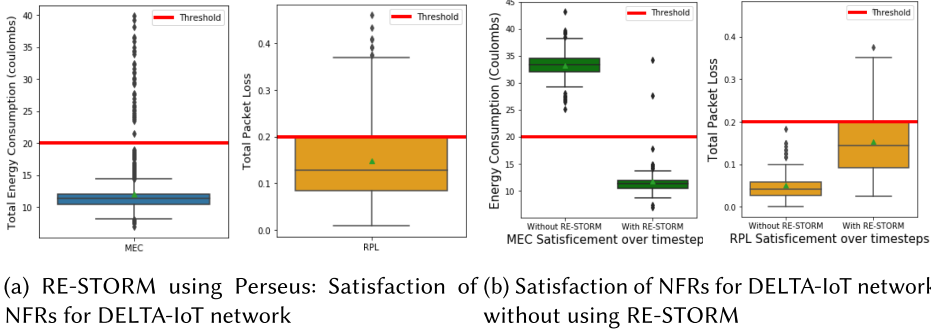 Total Energy Consumption (coulombs)
40
35
30
25
20
15
10
Threshold
MEC
Total Packet Loss
0.4
0.3
0.2
0.1
0.0
Threshold
RPL
Energy Consumption (Coulombs)
45
40
35
30
25
20
15
10
Threshold
Without RE-STORM
With RE-STORM
MEC Satisficement over timestep
Total Packet Loss
0.4
0.3
0.2
0.1
0.0
Threshold
Without RE-STORM
With RE-STORM
RPL Satisficement over timesteps
(a) RE-STORM using Perseus: Satisfaction of
NFRs for DELTA-IoT network
(b) Satisfaction of NFRs for DELTA-IoT network
without using RE-STORM